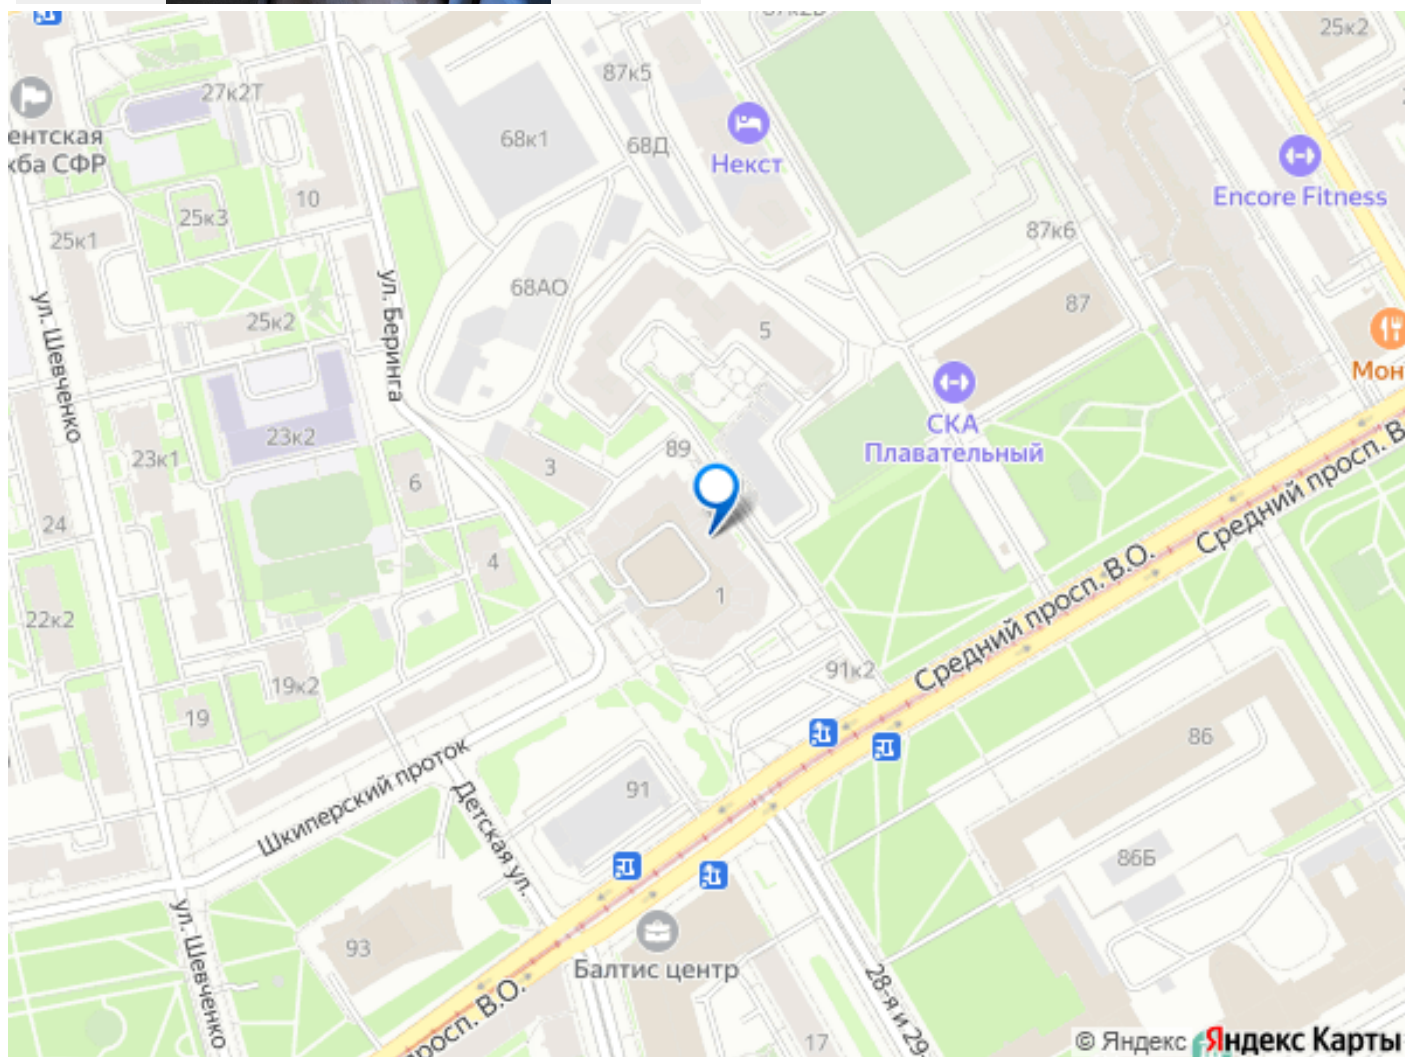 25к2
87к5
27к2Т
ентская
жба СФР
68к1
68Д
Некст
Encore Fitness
10
25к3
25к1
87к6
ул. Беринга
68АО
87
ул. Шевченко
25к2
5
Мон
СКА
Плавательный
23к2
89
23к1
3
6
Средний просп. В
24
4
Средний просп. В.О.
1
22к2
91к2
19к2
19
86
Шкиперский проток
Детская ул.
91
86Б
ул. Шевченко
93
Балтис центр
28-я и 29-
просп. В.О.
17
© Яндекс Яндекс Карты